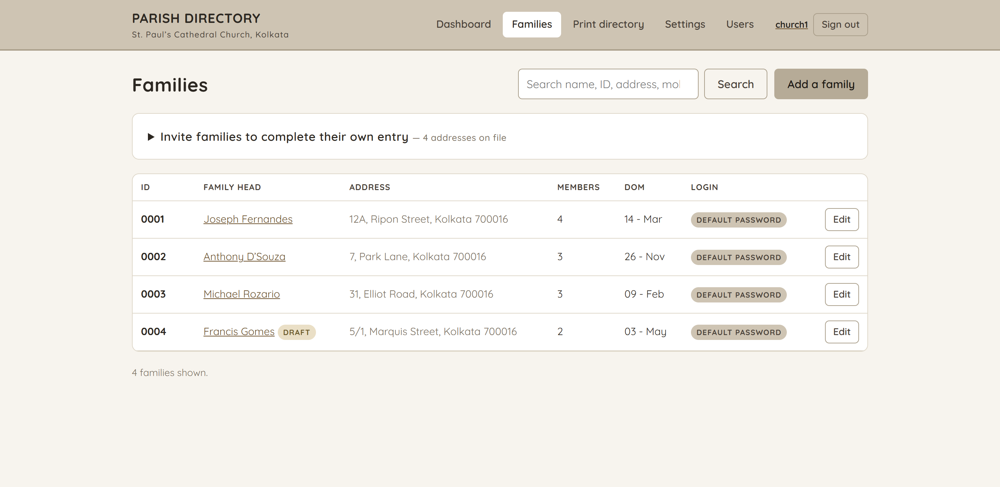 PARISH DIRECTORY
St. Paul’s Cathedral Church, Kolkata
Dashboard Families Print directory Settings Users church1 Sign out
Families
Search name, ID, address, mo
Search
Add a family
Invite families to complete their own entry — 4 addresses on file
ID FAMILY HEAD ADDRESS MEMBERS DOM LOGIN
0001 Joseph Fernandes 12A, Ripon Street, Kolkata 700016 4 14 - Mar DEFAULT PASSWORD Edit
0002 Anthony D’Souza 7, Park Lane, Kolkata 700016 3 26 - Nov DEFAULT PASSWORD Edit
0003 Michael Rozario 31, Elliot Road, Kolkata 700016 3 09 - Feb DEFAULT PASSWORD Edit
0004 Francis Gomes DRAFT 5/1, Marquis Street, Kolkata 700016 2 03 - May DEFAULT PASSWORD Edit
4 families shown.